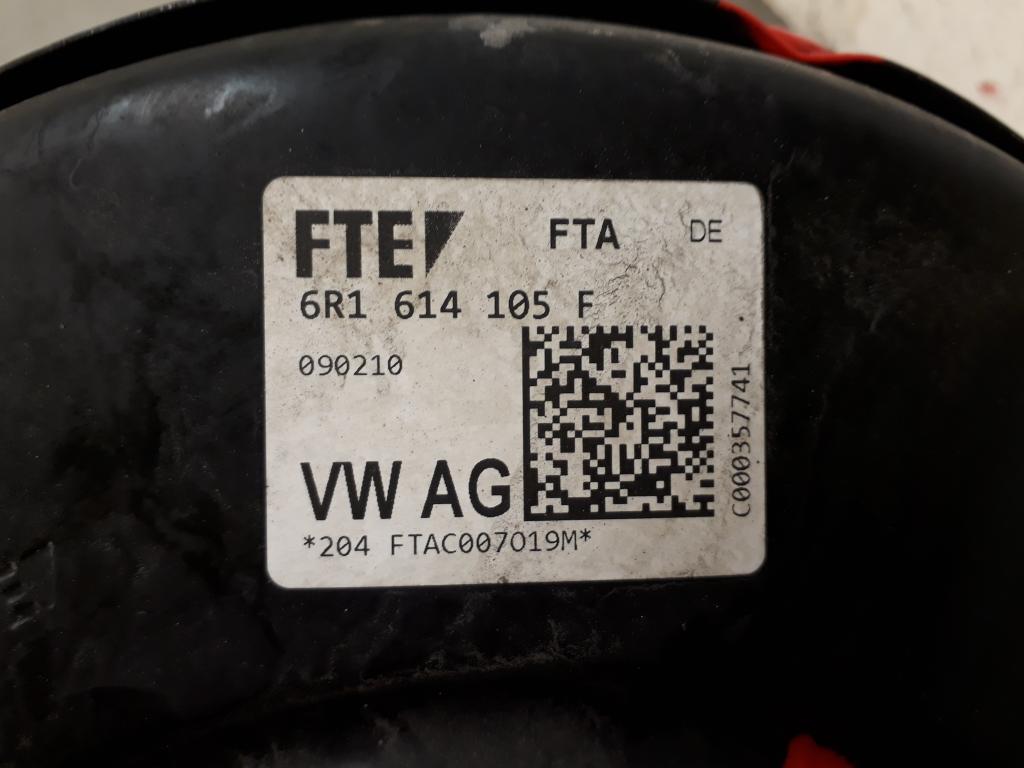 FTE FTA DE
6R1 614 105 F
090210
C000357741
VW AG
*204 FTAC007019M*